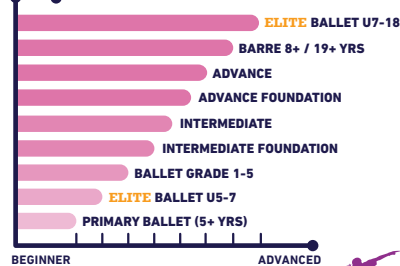 ELITE BALLET U7-18
BARRE 8+ / 19+ YRS
ADVANCE
ADVANCE FOUNDATION
INTERMEDIATE
INTERMEDIATE FOUNDATION
BALLET GRADE 1-5
ELITE BALLET U5-7
PRIMARY BALLET (5+ YRS)
BEGINNER ADVANCED